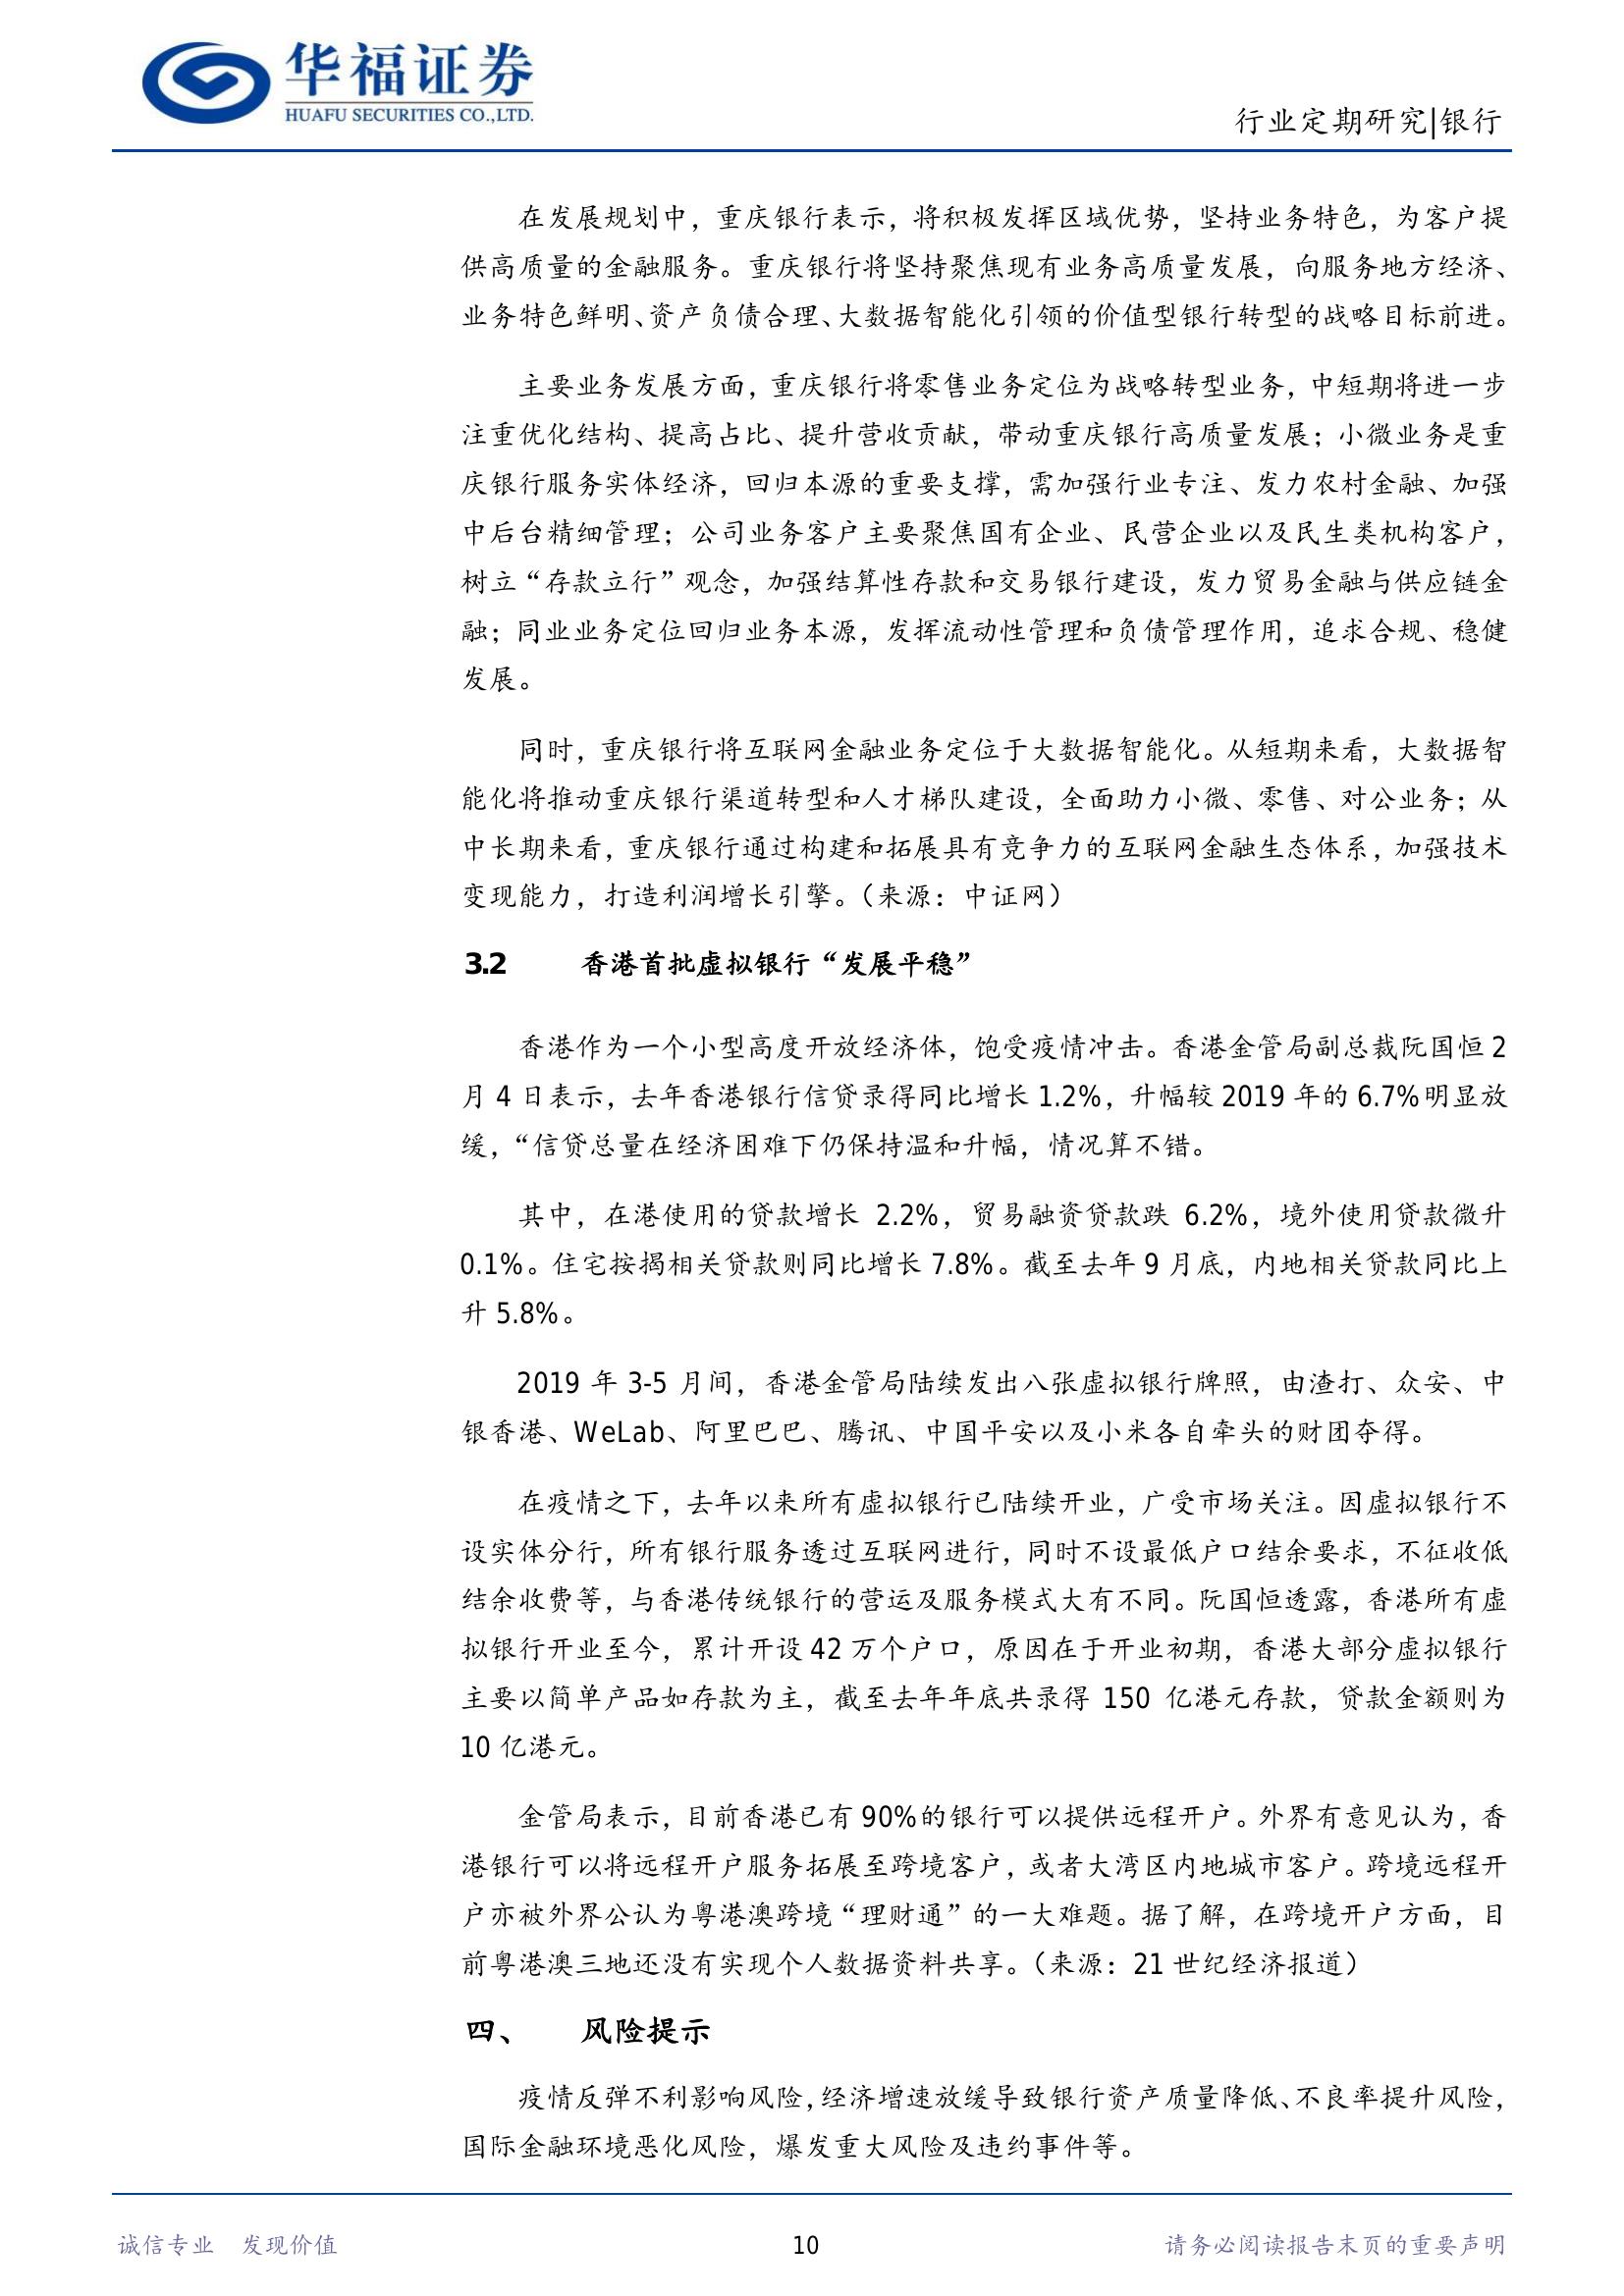 华福证券
HUAFU SECURITIES CO.,LTD.
行业定期研究|银行
在发展规划中，重庆银行表示，将积极发挥区域优势，坚持业务特色，为客户提
供高质量的金融服务。重庆银行将坚持聚焦现有业务高质量发展，向服务地方经济、
业务特色鲜明、资产负债合理、大数据智能化引领的价值型银行转型的战略目标前进。
主要业务发展方面，重庆银行将零售业务定位为战略转型业务，中短期将进一步
注重优化结构、提高占比、提升营收贡献，带动重庆银行高质量发展；小微业务是重
庆银行服务实体经济，回归本源的重要支撑，需加强行业专注、发力农村金融、加强
中后台精细管理；公司业务客户主要聚焦国有企业、民营企业以及民生类机构客户，
树立“存款立行”观念，加强结算性存款和交易银行建设，发力贸易金融与供应链金
融；同业业务定位回归业务本源，发挥流动性管理和负债管理作用，追求合规、稳健
发展。
同时，重庆银行将互联网金融业务定位于大数据智能化。从短期来看，大数据智
能化将推动重庆银行渠道转型和人才梯队建设，全面助力小微、零售、对公业务；从
中长期来看，重庆银行通过构建和拓展具有竞争力的互联网金融生态体系，加强技术
变现能力，打造利润增长引擎。（来源：中证网）
3.2 香港首批虚拟银行“发展平稳”
香港作为一个小型高度开放经济体，饱受疫情冲击。香港金管局副总裁阮国恒 2
月 4 日表示，去年香港银行信贷录得同比增长 1.2%，升幅较 2019 年的 6.7%明显放
缓，“信贷总量在经济困难下仍保持温和升幅，情况算不错。
其中，在港使用的贷款增长 2.2%，贸易融资贷款跌 6.2%，境外使用贷款微升
0.1%。住宅按揭相关贷款则同比增长 7.8%。截至去年 9 月底，内地相关贷款同比上
升 5.8%。
2019 年 3-5 月间，香港金管局陆续发出八张虚拟银行牌照，由渣打、众安、中
银香港、WeLab、阿里巴巴、腾讯、中国平安以及小米各自牵头的财团夺得。
在疫情之下，去年以来所有虚拟银行已陆续开业，广受市场关注。因虚拟银行不
设实体分行，所有银行服务透过互联网进行，同时不设最低户口结余要求，不征收低
结余收费等，与香港传统银行的营运及服务模式大有不同。阮国恒透露，香港所有虚
拟银行开业至今，累计开设 42 万个户口，原因在于开业初期，香港大部分虚拟银行
主要以简单产品如存款为主，截至去年年底共录得 150 亿港元存款，贷款金额则为
10 亿港元。
金管局表示，目前香港已有 90%的银行可以提供远程开户。外界有意见认为，香
港银行可以将远程开户服务拓展至跨境客户，或者大湾区内地城市客户。跨境远程开
户亦被外界公认为粤港澳跨境“理财通”的一大难题。据了解，在跨境开户方面，目
前粤港澳三地还没有实现个人数据资料共享。（来源：21 世纪经济报道）
四、 风险提示
疫情反弹不利影响风险，经济增速放缓导致银行资产质量降低、不良率提升风险，
国际金融环境恶化风险，爆发重大风险及违约事件等。
诚信专业 发现价值
10
请务必阅读报告末页的重要声明